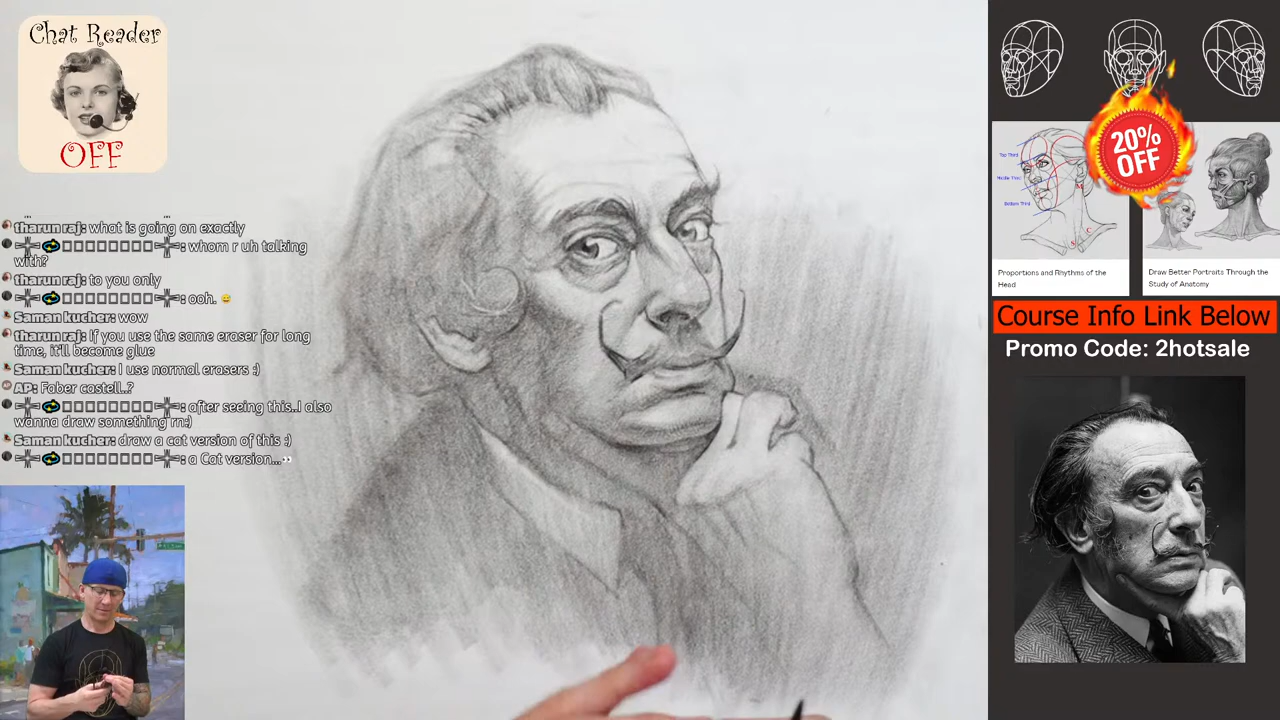 Chat Reader
OFF
tharun raj: what is going on exactly
: whom r uh talking
with?
tharun raj: to you only
: ooh. 😅
Saman kucher: wow
tharun raj: If you use the same eraser for long
time, it'll become glue
Saman kucher: I use normal erasers :)
AP: Faber castell..?
: after seeing this..I also
wanna draw something rn:)
Saman kucher: draw a cat version of this :)
: a Cat version...👀
20%
OFF
Top Third
Middle Third
Bottom Third
S
C
Proportions and Rhythms of the
Head
Draw Better Portraits Through the
Study of Anatomy
Course Info Link Below
Promo Code: 2hotsale